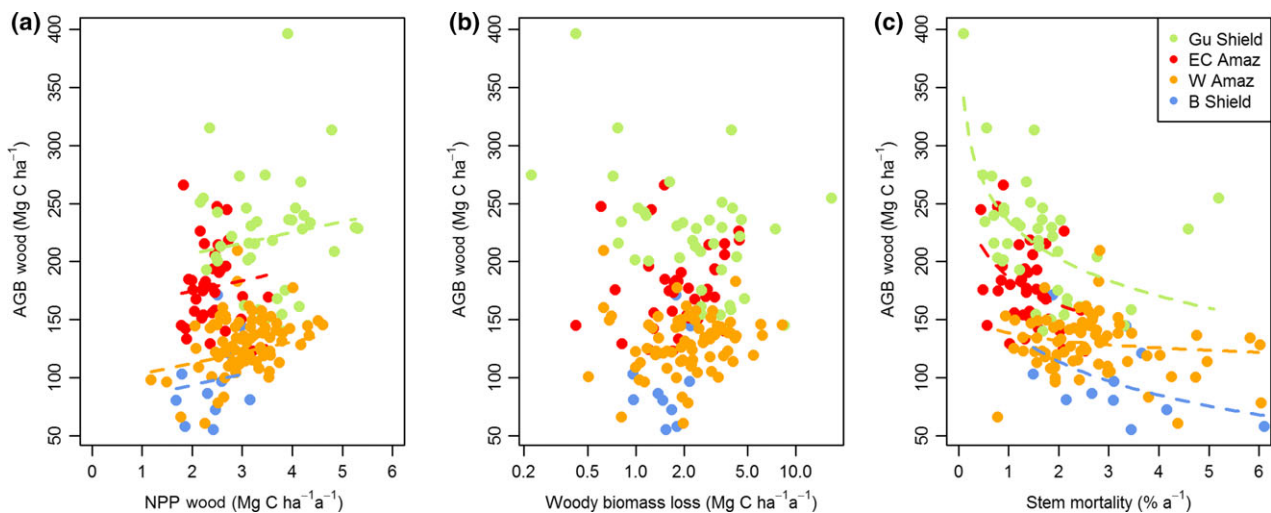 (a)
400
350
300
250
200
150
100
50
AGB wood (Mg C ha⁻¹)
0 1 2 3 4 5 6
NPP wood (Mg C ha⁻¹a⁻¹)
(b)
400
350
300
250
200
150
100
50
AGB wood (Mg C ha⁻¹)
0.2 0.5 1.0 2.0 5.0 10.0
Woody biomass loss (Mg C ha⁻¹a⁻¹)
(c)
Gu Shield
EC Amaz
W Amaz
B Shield
400
350
300
250
200
150
100
50
AGB wood (Mg C ha⁻¹)
0 1 2 3 4 5 6
Stem mortality (% a⁻¹)